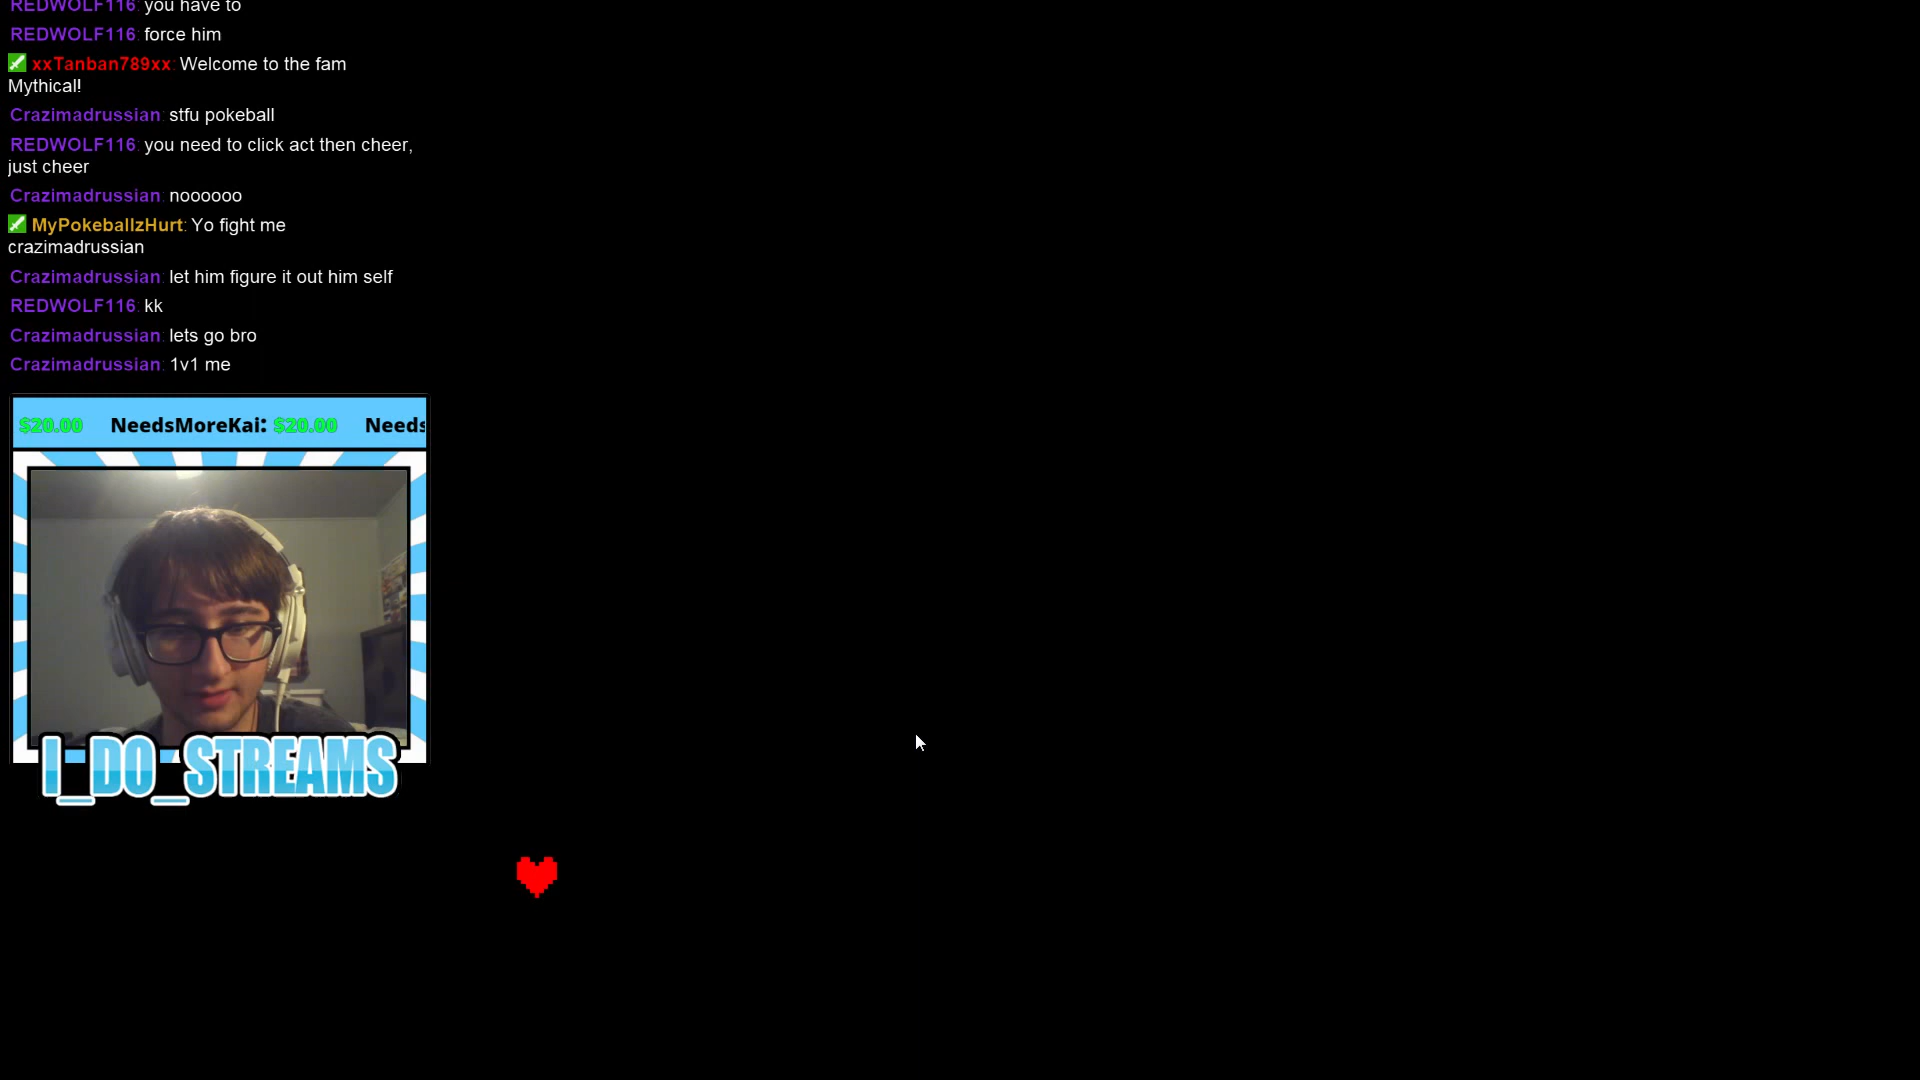 REDWOLF116: you have to
REDWOLF116: force him
xxTanban789xx: Welcome to the fam
Mythical!
Crazimadrussian: stfu pokeball
REDWOLF116: you need to click act then cheer,
just cheer
Crazimadrussian: noooooo
MyPokeballzHurt: Yo fight me
crazimadrussian
Crazimadrussian: let him figure it out him self
REDWOLF116: kk
Crazimadrussian: lets go bro
Crazimadrussian: 1v1 me
$20.00 NeedsMoreKai: $20.00 Needs
I_DO_STREAMS